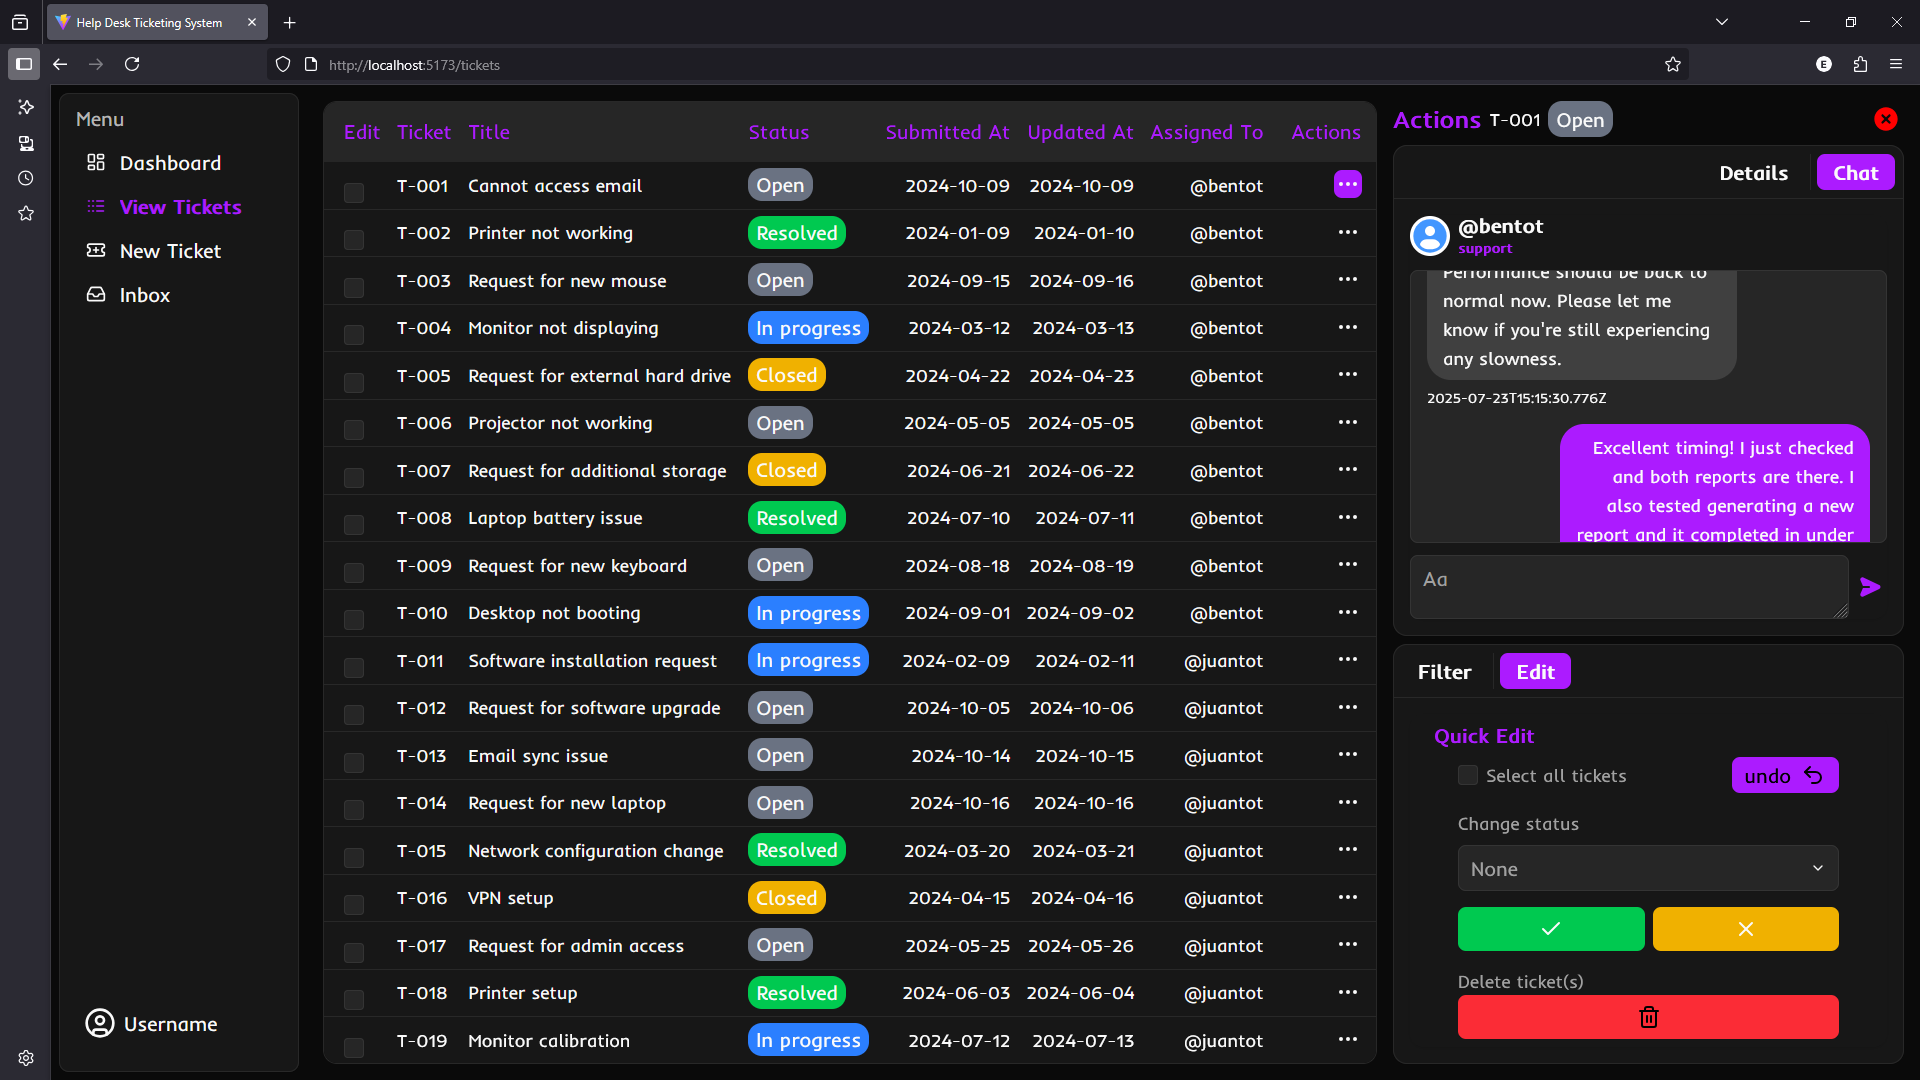 Help Desk Ticketing System
http://localhost:5173/tickets
Menu
Dashboard
View Tickets
New Ticket
Inbox
Username
Edit Ticket Title Status Submitted At Updated At Assigned To Actions
T-001 Cannot access email Open 2024-10-09 2024-10-09 @bentot
T-002 Printer not working Resolved 2024-01-09 2024-01-10 @bentot
T-003 Request for new mouse Open 2024-09-15 2024-09-16 @bentot
T-004 Monitor not displaying In progress 2024-03-12 2024-03-13 @bentot
T-005 Request for external hard drive Closed 2024-04-22 2024-04-23 @bentot
T-006 Projector not working Open 2024-05-05 2024-05-05 @bentot
T-007 Request for additional storage Closed 2024-06-21 2024-06-22 @bentot
T-008 Laptop battery issue Resolved 2024-07-10 2024-07-11 @bentot
T-009 Request for new keyboard Open 2024-08-18 2024-08-19 @bentot
T-010 Desktop not booting In progress 2024-09-01 2024-09-02 @bentot
T-011 Software installation request In progress 2024-02-09 2024-02-11 @juantot
T-012 Request for software upgrade Open 2024-10-05 2024-10-06 @juantot
T-013 Email sync issue Open 2024-10-14 2024-10-15 @juantot
T-014 Request for new laptop Open 2024-10-16 2024-10-16 @juantot
T-015 Network configuration change Resolved 2024-03-20 2024-03-21 @juantot
T-016 VPN setup Closed 2024-04-15 2024-04-16 @juantot
T-017 Request for admin access Open 2024-05-25 2024-05-26 @juantot
T-018 Printer setup Resolved 2024-06-03 2024-06-04 @juantot
T-019 Monitor calibration In progress 2024-07-12 2024-07-13 @juantot
Actions T-001 Open
Details Chat
@bentot
support
Performance should be back to
normal now. Please let me
know if you're still experiencing
any slowness.
2025-07-23T15:15:30.776Z
Excellent timing! I just checked
and both reports are there. I
also tested generating a new
report and it completed in under
Aa
Filter Edit
Quick Edit
Select all tickets undo
Change status
None
Delete ticket(s)